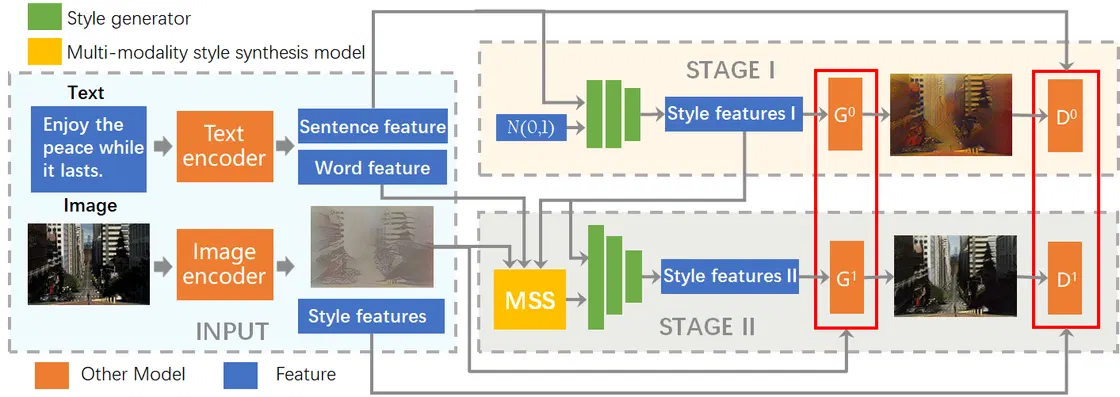 Style generator
Multi-modality style synthesis model
Text
Enjoy the
peace while
it lasts.
Text
encoder
Sentence feature
Word feature
Image
Image
encoder
Style features
INPUT
STAGE I
N(0,1)
Style features I
G⁰
D⁰
MSS
Style features II
G¹
D¹
STAGE II
Other Model
Feature